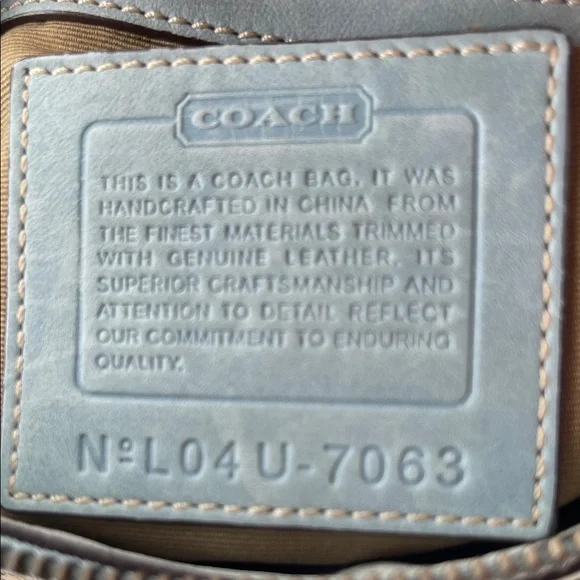 COACH
THIS IS A COACH BAG. IT WAS
HANDCRAFTED IN CHINA FROM
THE FINEST MATERIALS TRIMMED
WITH GENUINE LEATHER. ITS
SUPERIOR CRAFTSMANSHIP AND
ATTENTION TO DETAIL REFLECT
OUR COMMITMENT TO ENDURING
QUALITY.
Nº L04U-7063